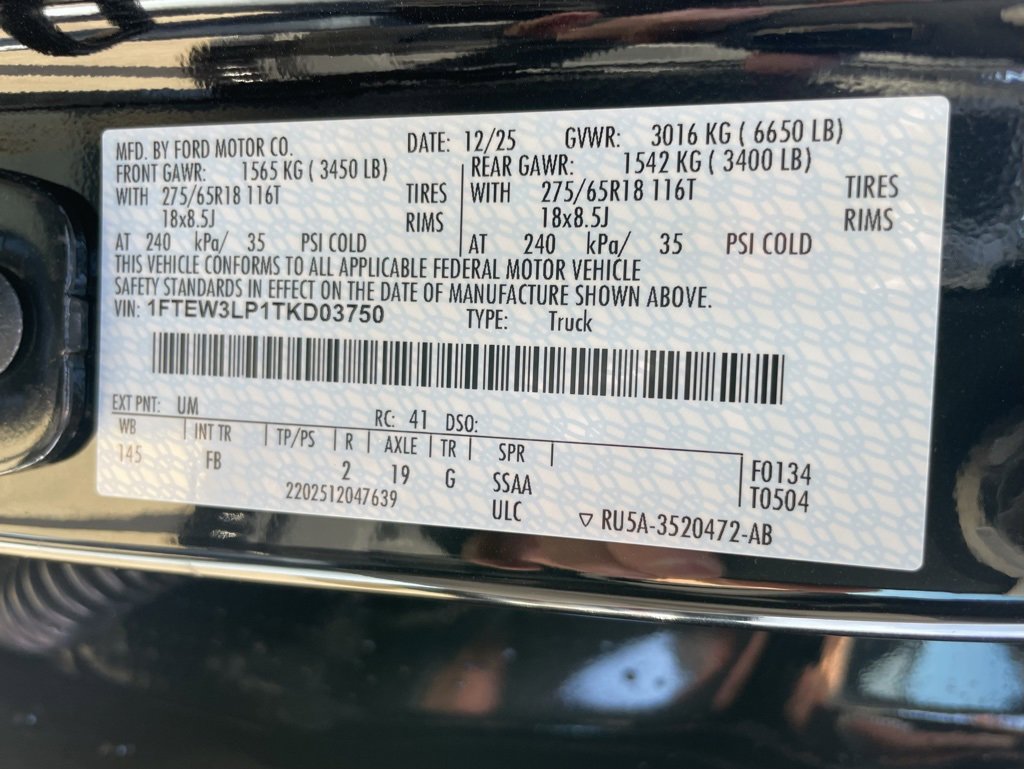 MFD. BY FORD MOTOR CO. DATE: 12/25 GVWR: 3016 KG ( 6650 LB)
FRONT GAWR: 1565 KG ( 3450 LB) REAR GAWR: 1542 KG ( 3400 LB)
WITH 275/65R18 116T TIRES WITH 275/65R18 116T TIRES
18x8.5J RIMS 18x8.5J RIMS
AT 240 kPa/ 35 PSI COLD AT 240 kPa/ 35 PSI COLD
THIS VEHICLE CONFORMS TO ALL APPLICABLE FEDERAL MOTOR VEHICLE
SAFETY STANDARDS IN EFFECT ON THE DATE OF MANUFACTURE SHOWN ABOVE.
VIN: 1FTEW3LP1TKD03750 TYPE: Truck
EXT PNT: UM RC: 41 DSO:
WB INT TR TP/PS R AXLE TR SPR
145 FB 2 19 G SSAA F0134
2202512047639 ULC T0504
▽ RU5A-3520472-AB